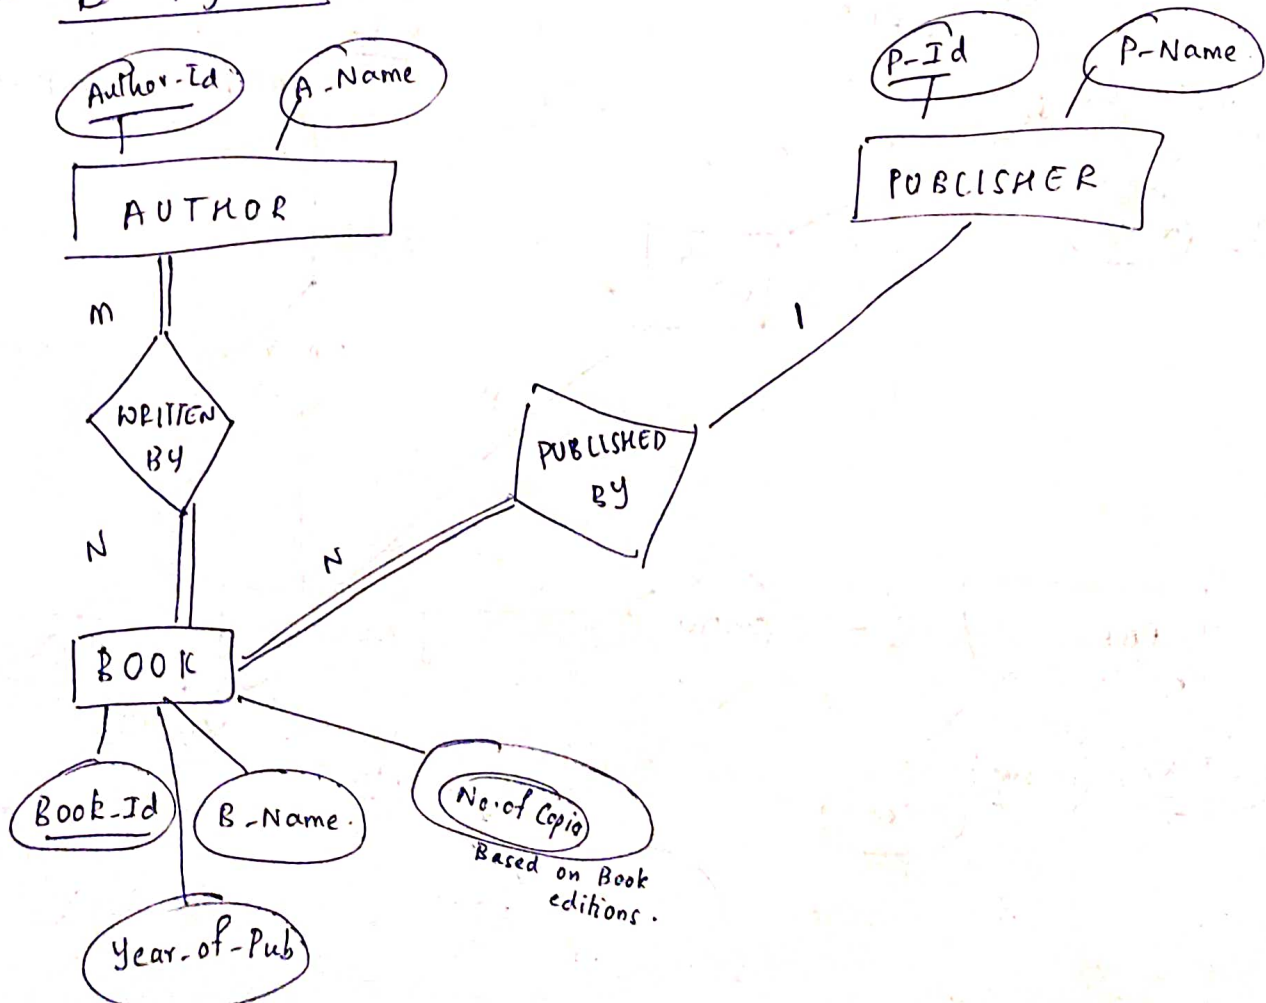 Author-Id
A-Name
P-Id
P-Name
AUTHOR
PUBLISHER
M
1
WRITTEN
BY
PUBLISHED
BY
N
N
BOOK
Book-Id
B-Name.
No. of Copie
Based on Book
editions.
Year-of-Pub